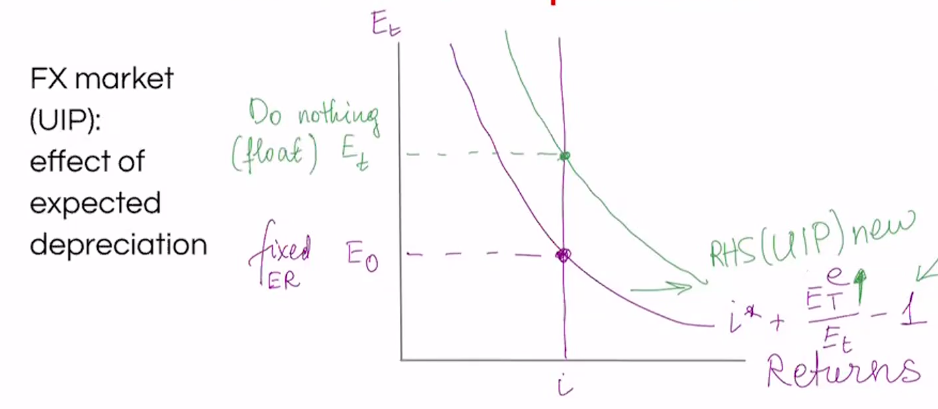 E_t
FX market
(UIP):
effect of
expected
depreciation
Do nothing
(float) E_t
fixed E_0
ER
RHS(UIP) new
i* + E_T^e↑/E_t - 1
i
Returns